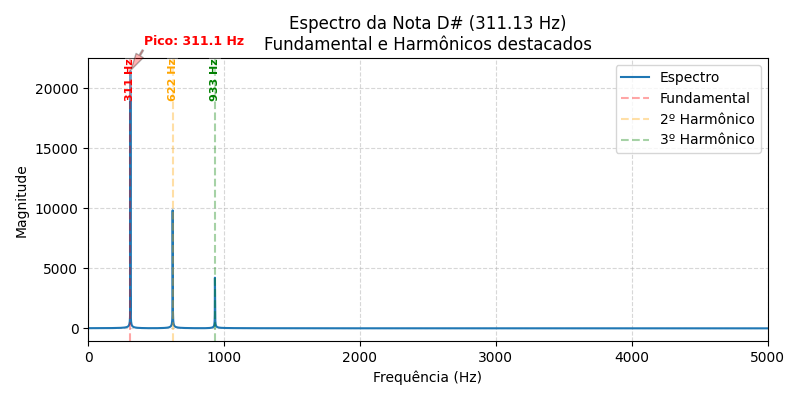 Espectro da Nota D# (311.13 Hz)
Fundamental e Harmônicos destacados
Pico: 311.1 Hz
311 Hz
622 Hz
933 Hz
Espectro
Fundamental
2º Harmônico
3º Harmônico
Magnitude
20000
15000
10000
5000
0
0 1000 2000 3000 4000 5000
Frequência (Hz)